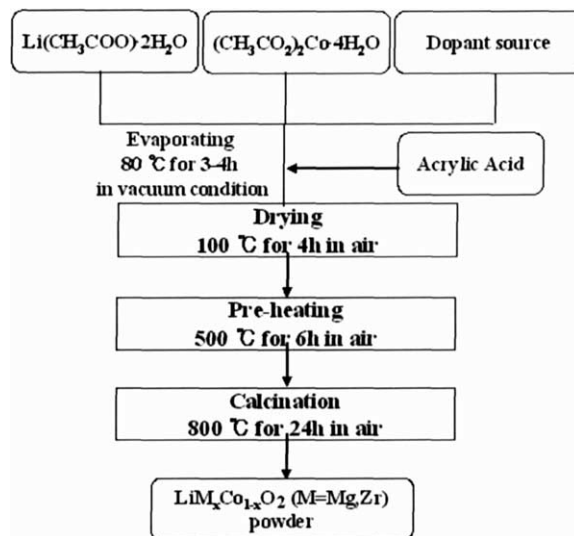 Li(CH₃COO)·2H₂O
(CH₃CO₂)₂Co·4H₂O
Dopant source
Evaporating
80 ℃ for 3-4h
in vacuum condition
Acrylic Acid
Drying
100 ℃ for 4h in air
Pre-heating
500 ℃ for 6h in air
Calcination
800 ℃ for 24h in air
LiMₓCo₁₋ₓO₂ (M=Mg,Zr)
powder